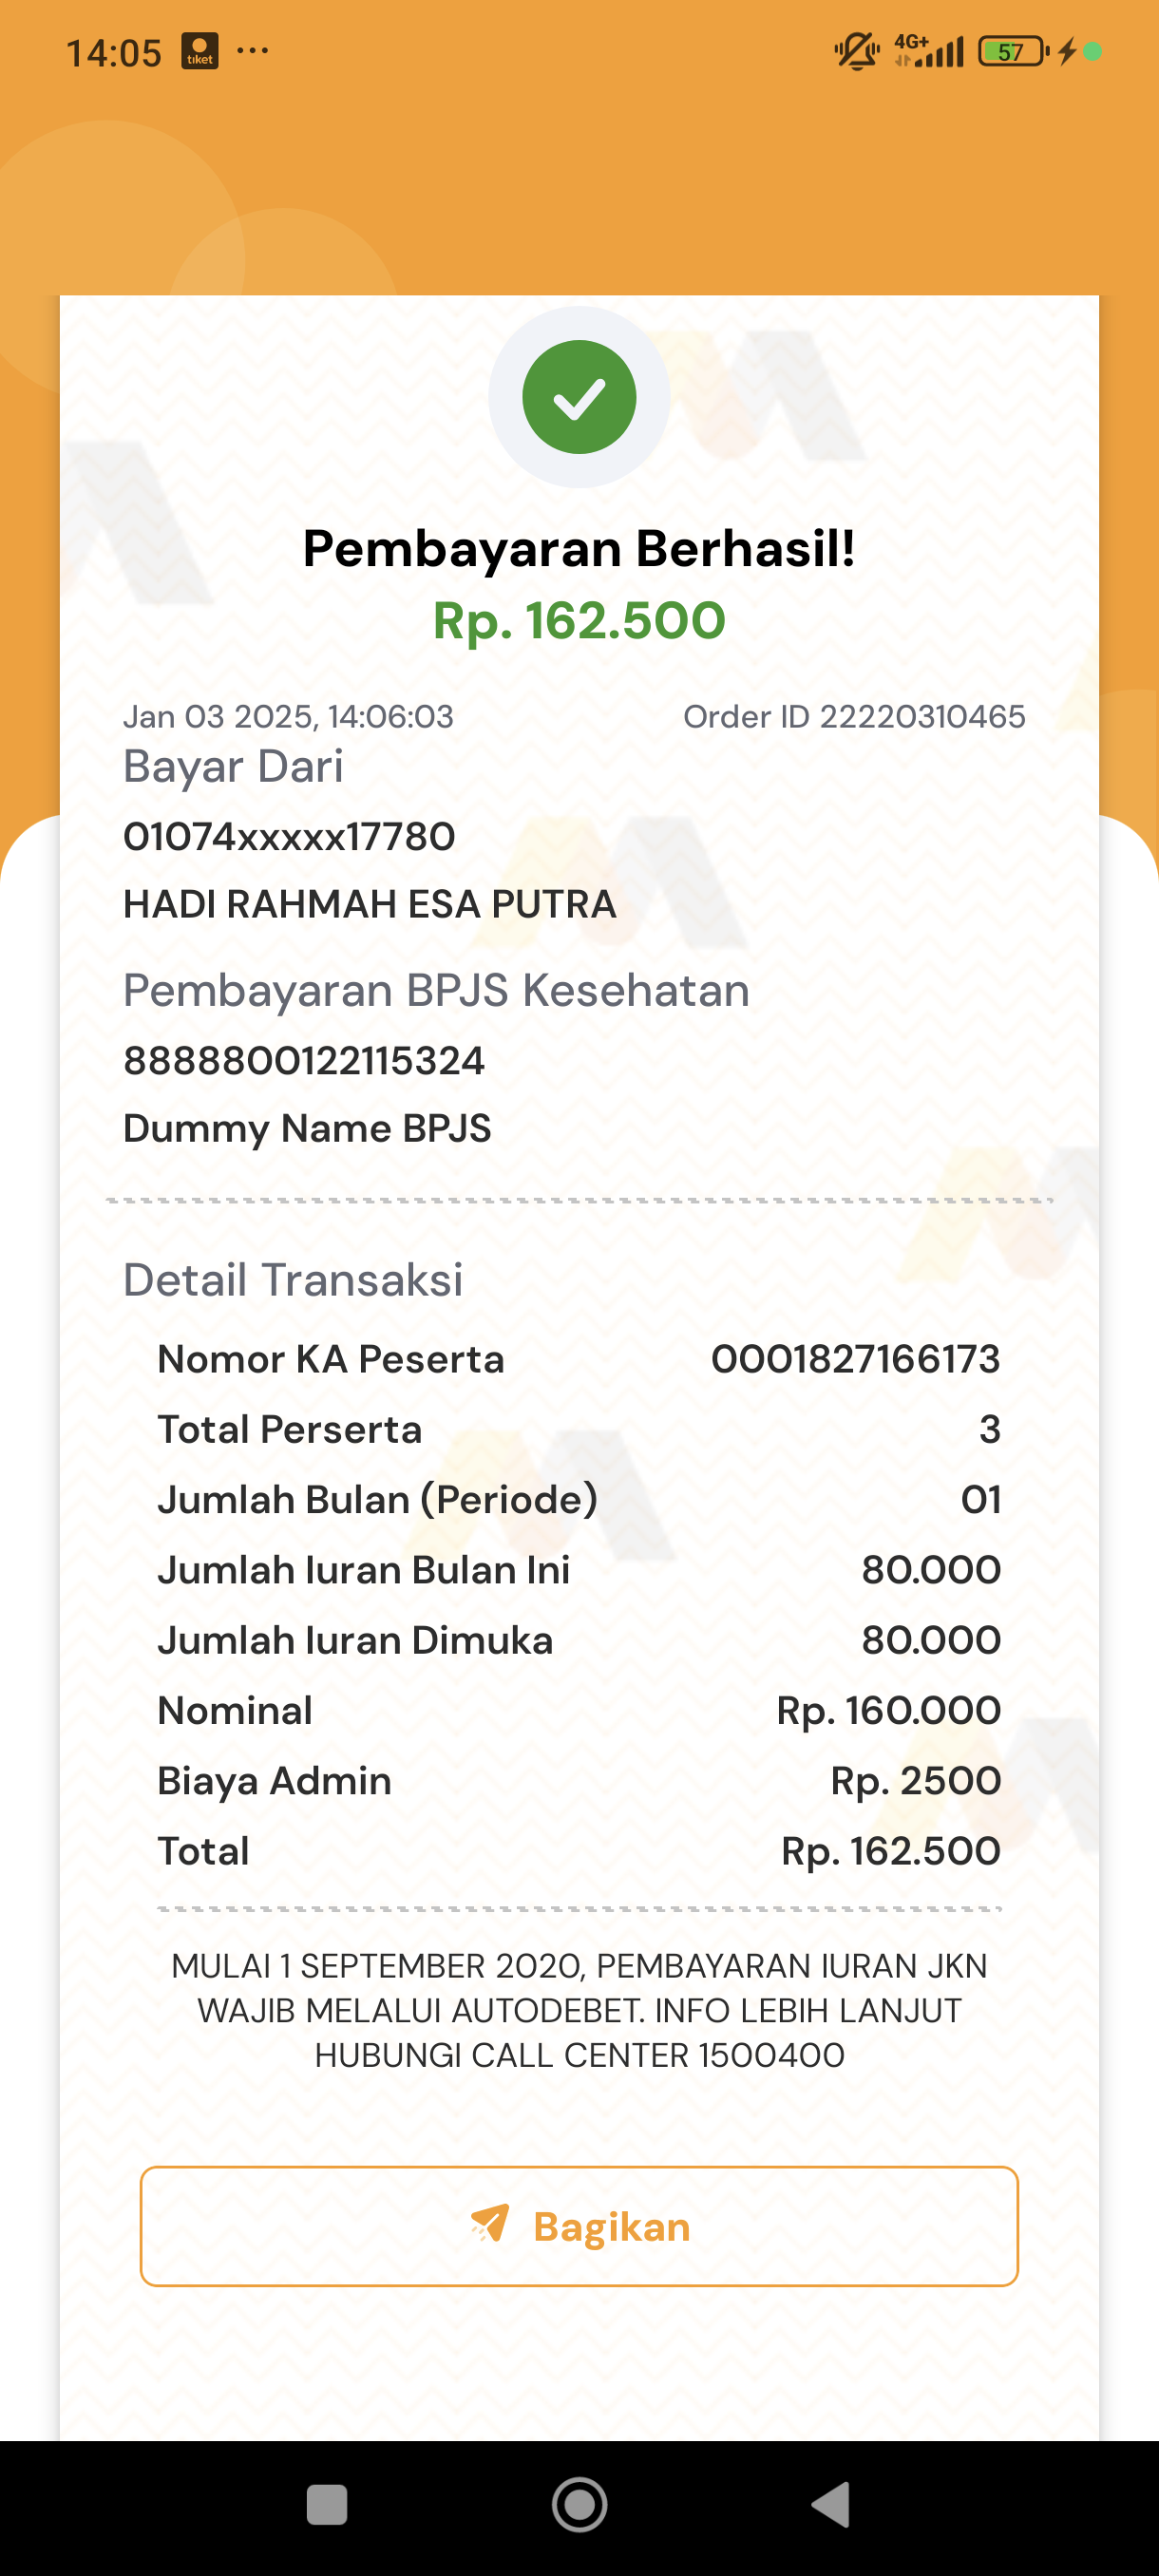 14:05 tiket ... 4G+ 57
Pembayaran Berhasil!
Rp. 162.500
Jan 03 2025, 14:06:03 Order ID 22220310465
Bayar Dari
01074xxxxx17780
HADI RAHMAH ESA PUTRA
Pembayaran BPJS Kesehatan
8888800122115324
Dummy Name BPJS
Detail Transaksi
Nomor KA Peserta 0001827166173
Total Perserta 3
Jumlah Bulan (Periode) 01
Jumlah Iuran Bulan Ini 80.000
Jumlah Iuran Dimuka 80.000
Nominal Rp. 160.000
Biaya Admin Rp. 2500
Total Rp. 162.500
MULAI 1 SEPTEMBER 2020, PEMBAYARAN IURAN JKN
WAJIB MELALUI AUTODEBET. INFO LEBIH LANJUT
HUBUNGI CALL CENTER 1500400
Bagikan